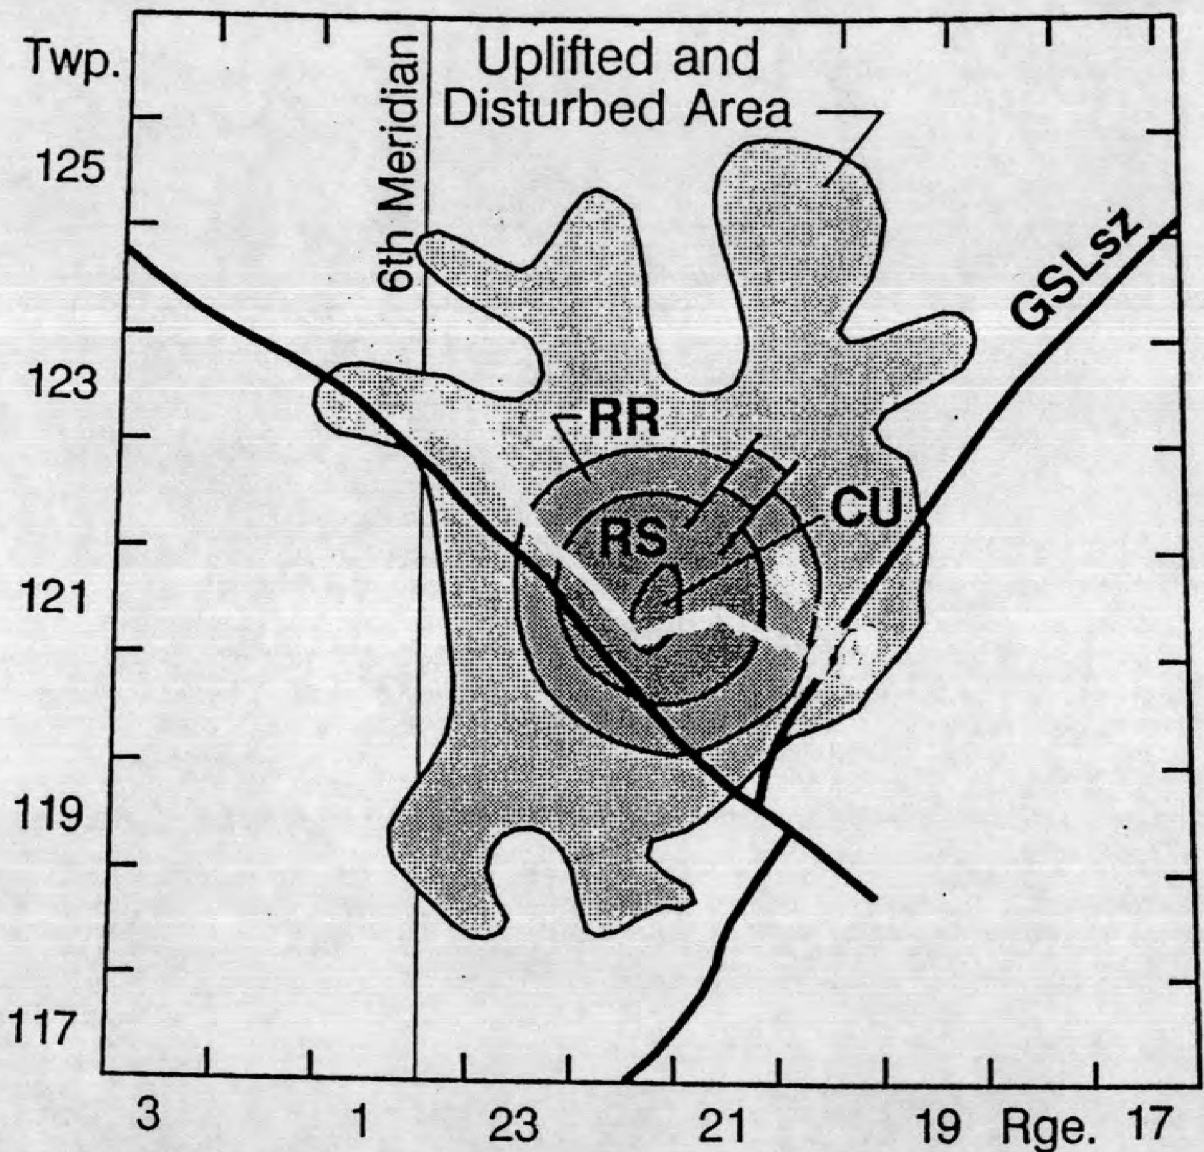 Twp.
6th Meridian
Uplifted and
Disturbed Area
125
GSLsz
123
RR
CU
RS
121
119
117
3 1 23 21 19 Rge. 17